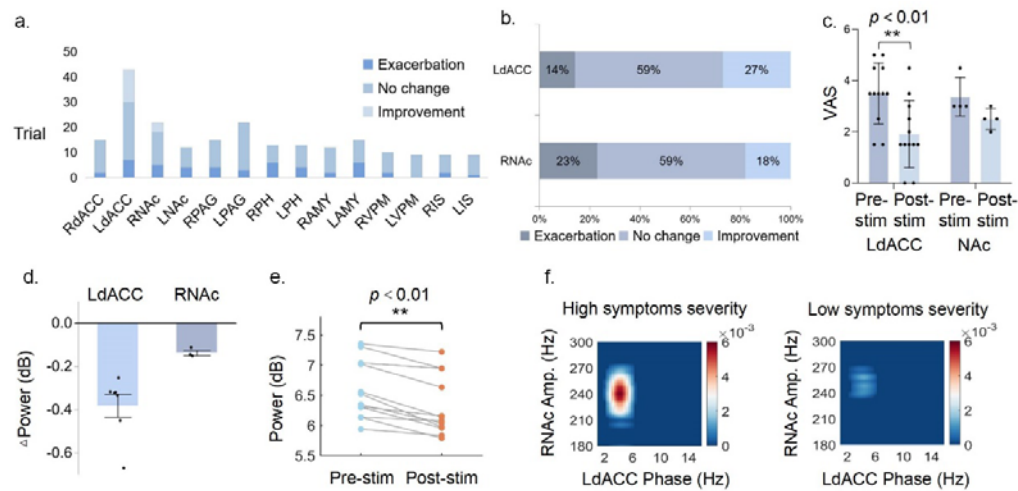 a.
50
40
30
20
10
0
Trial
Exacerbation
No change
Improvement
RdACC
LdACC
RNAc
LNAc
RPAG
LPAG
RPH
LPH
RAMY
LAMY
RVPM
LVPM
RIS
LIS
b.
LdACC
14% 59% 27%
RNAc
23% 59% 18%
0% 20% 40% 60% 80% 100%
Exacerbation No change Improvement
c.
p < 0.01
**
VAS
6
4
2
0
Pre-stim Post-stim Pre-stim Post-stim
LdACC NAc
d.
LdACC RNAc
0.0
-0.2
-0.4
-0.6
△Power (dB)
e.
p < 0.01
**
Power (dB)
7.5
7
6.5
6
5.5
Pre-stim Post-stim
f.
High symptoms severity
RNAc Amp. (Hz)
300
270
240
210
180
2 6 10 14
LdACC Phase (Hz)
×10⁻³
6
4
2
0
Low symptoms severity
RNAc Amp. (Hz)
300
270
240
210
180
2 6 10 14
LdACC Phase (Hz)
×10⁻³
6
4
2
0